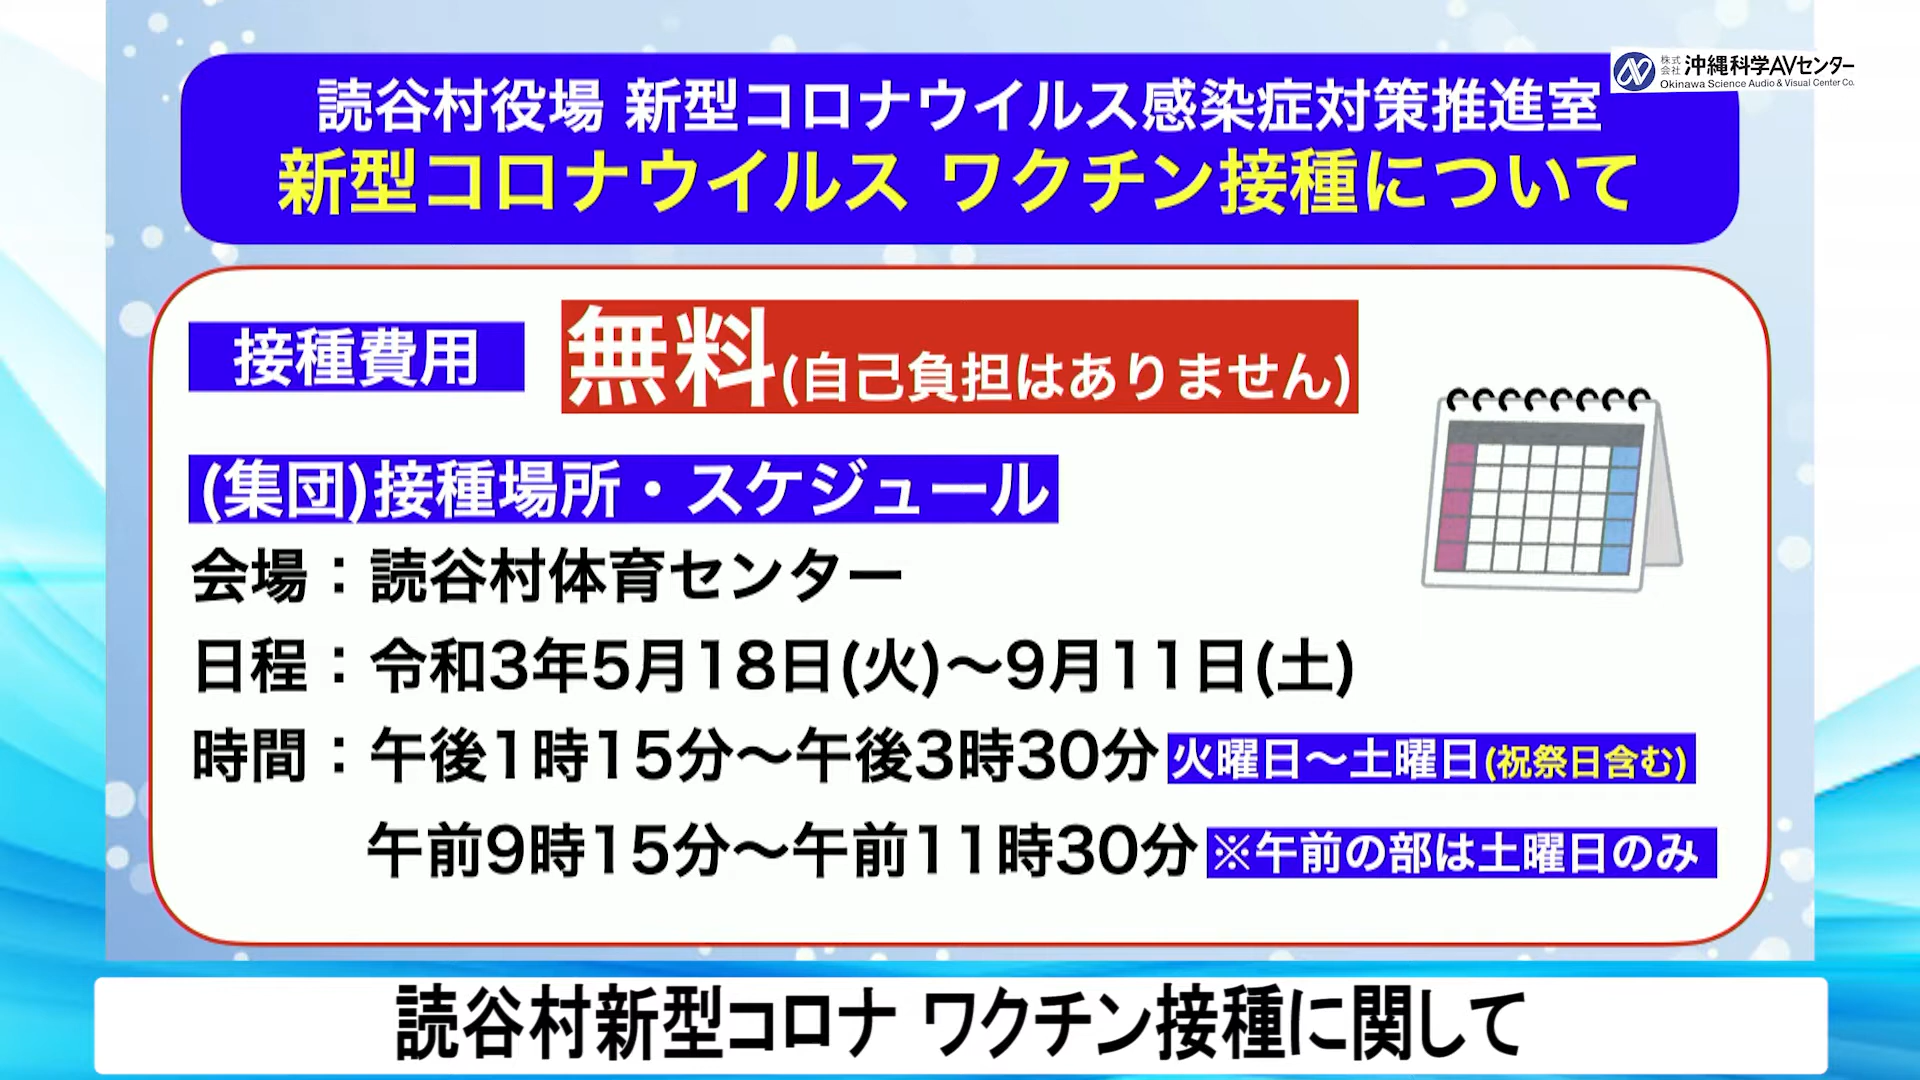 株式会社 沖縄科学AVセンター
Okinawa Science Audio & Visual Center Co.
読谷村役場 新型コロナウイルス感染症対策推進室
新型コロナウイルス ワクチン接種について
接種費用 無料(自己負担はありません)
(集団)接種場所・スケジュール
会場：読谷村体育センター
日程：令和3年5月18日(火)〜9月11日(土)
時間：午後1時15分〜午後3時30分 火曜日〜土曜日(祝祭日含む)
午前9時15分〜午前11時30分 ※午前の部は土曜日のみ
読谷村新型コロナ ワクチン接種に関して